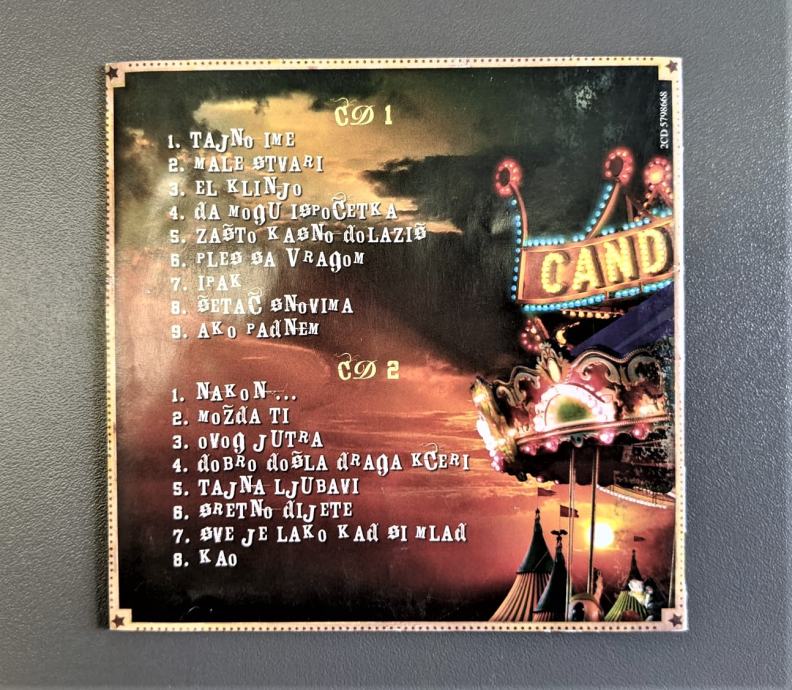 CD 1
1. TAJNO IME
2. MALE STVARI
3. EL KLINJO
4. DA MOGU ISPOČETKA
5. ZAŠTO KASNO DOLAZIŠ
6. PLES SA VRAGOM
7. IPAK
8. ŠETAČ SNOVIMA
9. AKO PADNEM
CD 2
1. NAKON ...
2. MOŽDA TI
3. OVOG JUTRA
4. DOBRO DOŠLA DRAGA KĆERI
5. TAJNA LJUBAVI
6. SRETNO DIJETE
7. SVE JE LAKO KAD SI MLAD
8. KAO
2CD 5798668
CAND